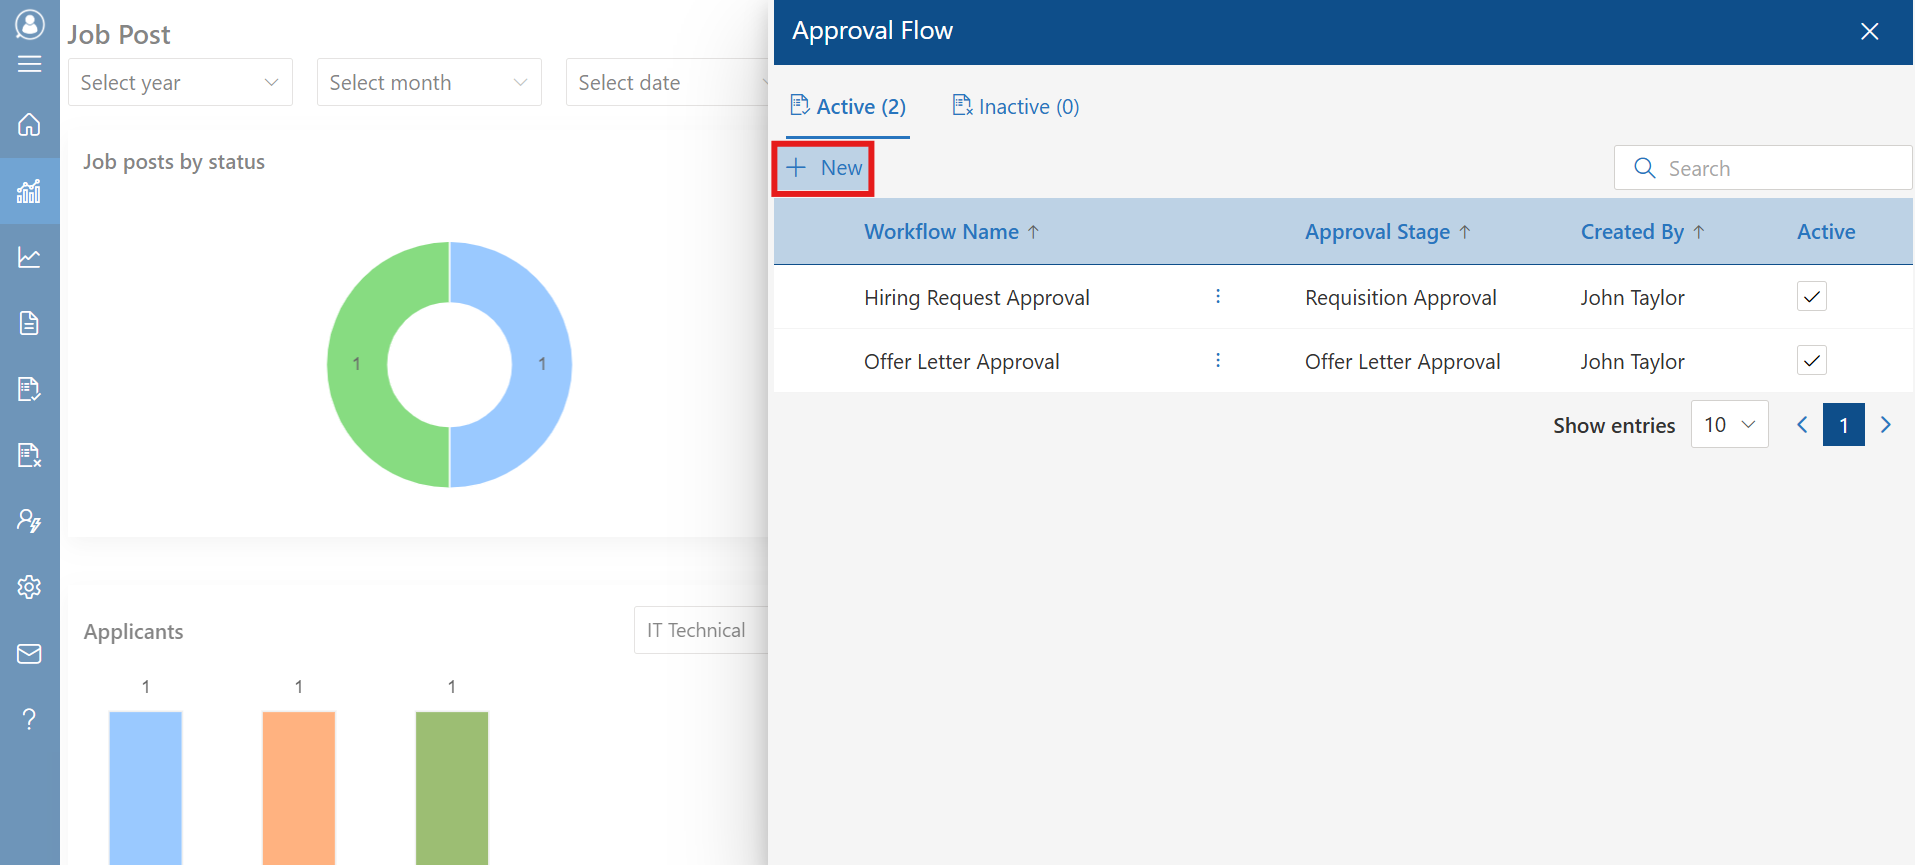 Job Post
Select year
Select month
Select date
Job posts by status
1
1
Applicants
IT Technical
1
1
1
Approval Flow
Active (2)
Inactive (0)
New
Search
Workflow Name
Approval Stage
Created By
Active
Hiring Request Approval
Requisition Approval
John Taylor
Offer Letter Approval
Offer Letter Approval
John Taylor
Show entries
10
1